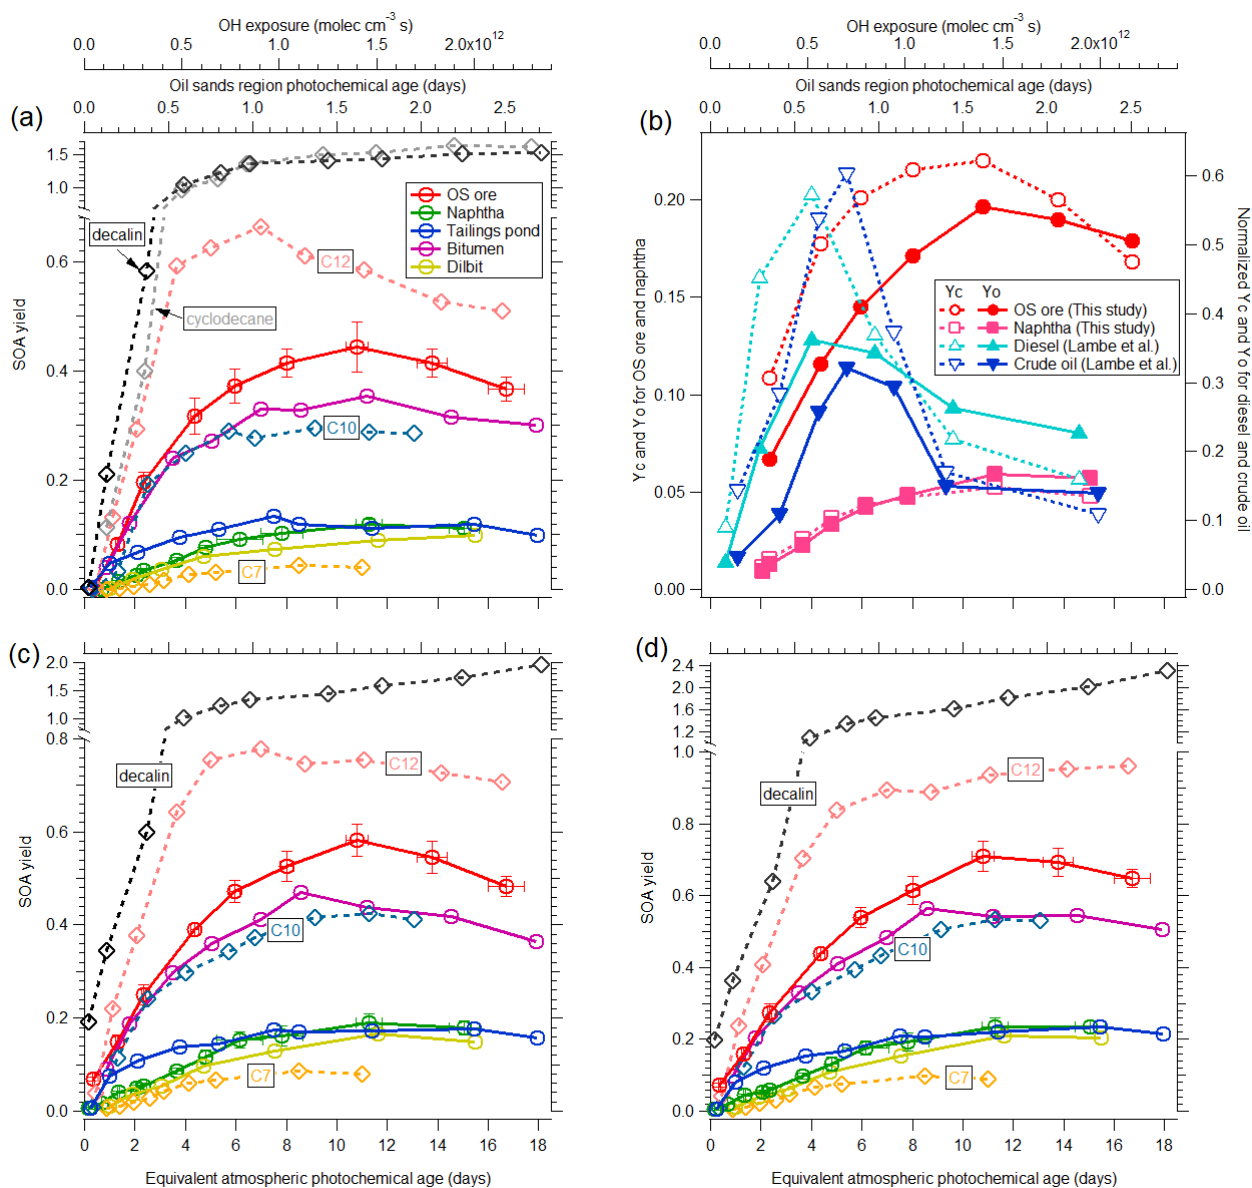 OH exposure (molec cm⁻³ s)
0.0 0.5 1.0 1.5 2.0x10¹²
Oil sands region photochemical age (days)
0.0 0.5 1.0 1.5 2.0 2.5
(a)
1.5
1.0
0.6
0.4
0.2
0.0
SOA yield
OS ore
Naphtha
Tailings pond
Bitumen
Dilbit
decalin
C12
cyclodecane
C10
C7
OH exposure (molec cm⁻³ s)
0.0 0.5 1.0 1.5 2.0x10¹²
Oil sands region photochemical age (days)
0.0 0.5 1.0 1.5 2.0 2.5
(b)
0.20
0.15
0.10
0.05
0.00
Yc and Yo for OS ore and naphtha
Yc Yo
OS ore (This study)
Naphtha (This study)
Diesel (Lambe et al.)
Crude oil (Lambe et al.)
0.6
0.5
0.4
0.3
0.2
0.1
0.0
Normalized Yc and Yo for diesel and crude oil
(c)
2.0
1.5
1.0
0.8
0.6
0.4
0.2
0.0
SOA yield
decalin
C12
C10
C7
0 2 4 6 8 10 12 14 16 18
Equivalent atmospheric photochemical age (days)
(d)
2.4
2.0
1.6
1.2
1.0
0.8
0.6
0.4
0.2
0.0
SOA yield
C12
decalin
C10
C7
0 2 4 6 8 10 12 14 16 18
Equivalent atmospheric photochemical age (days)